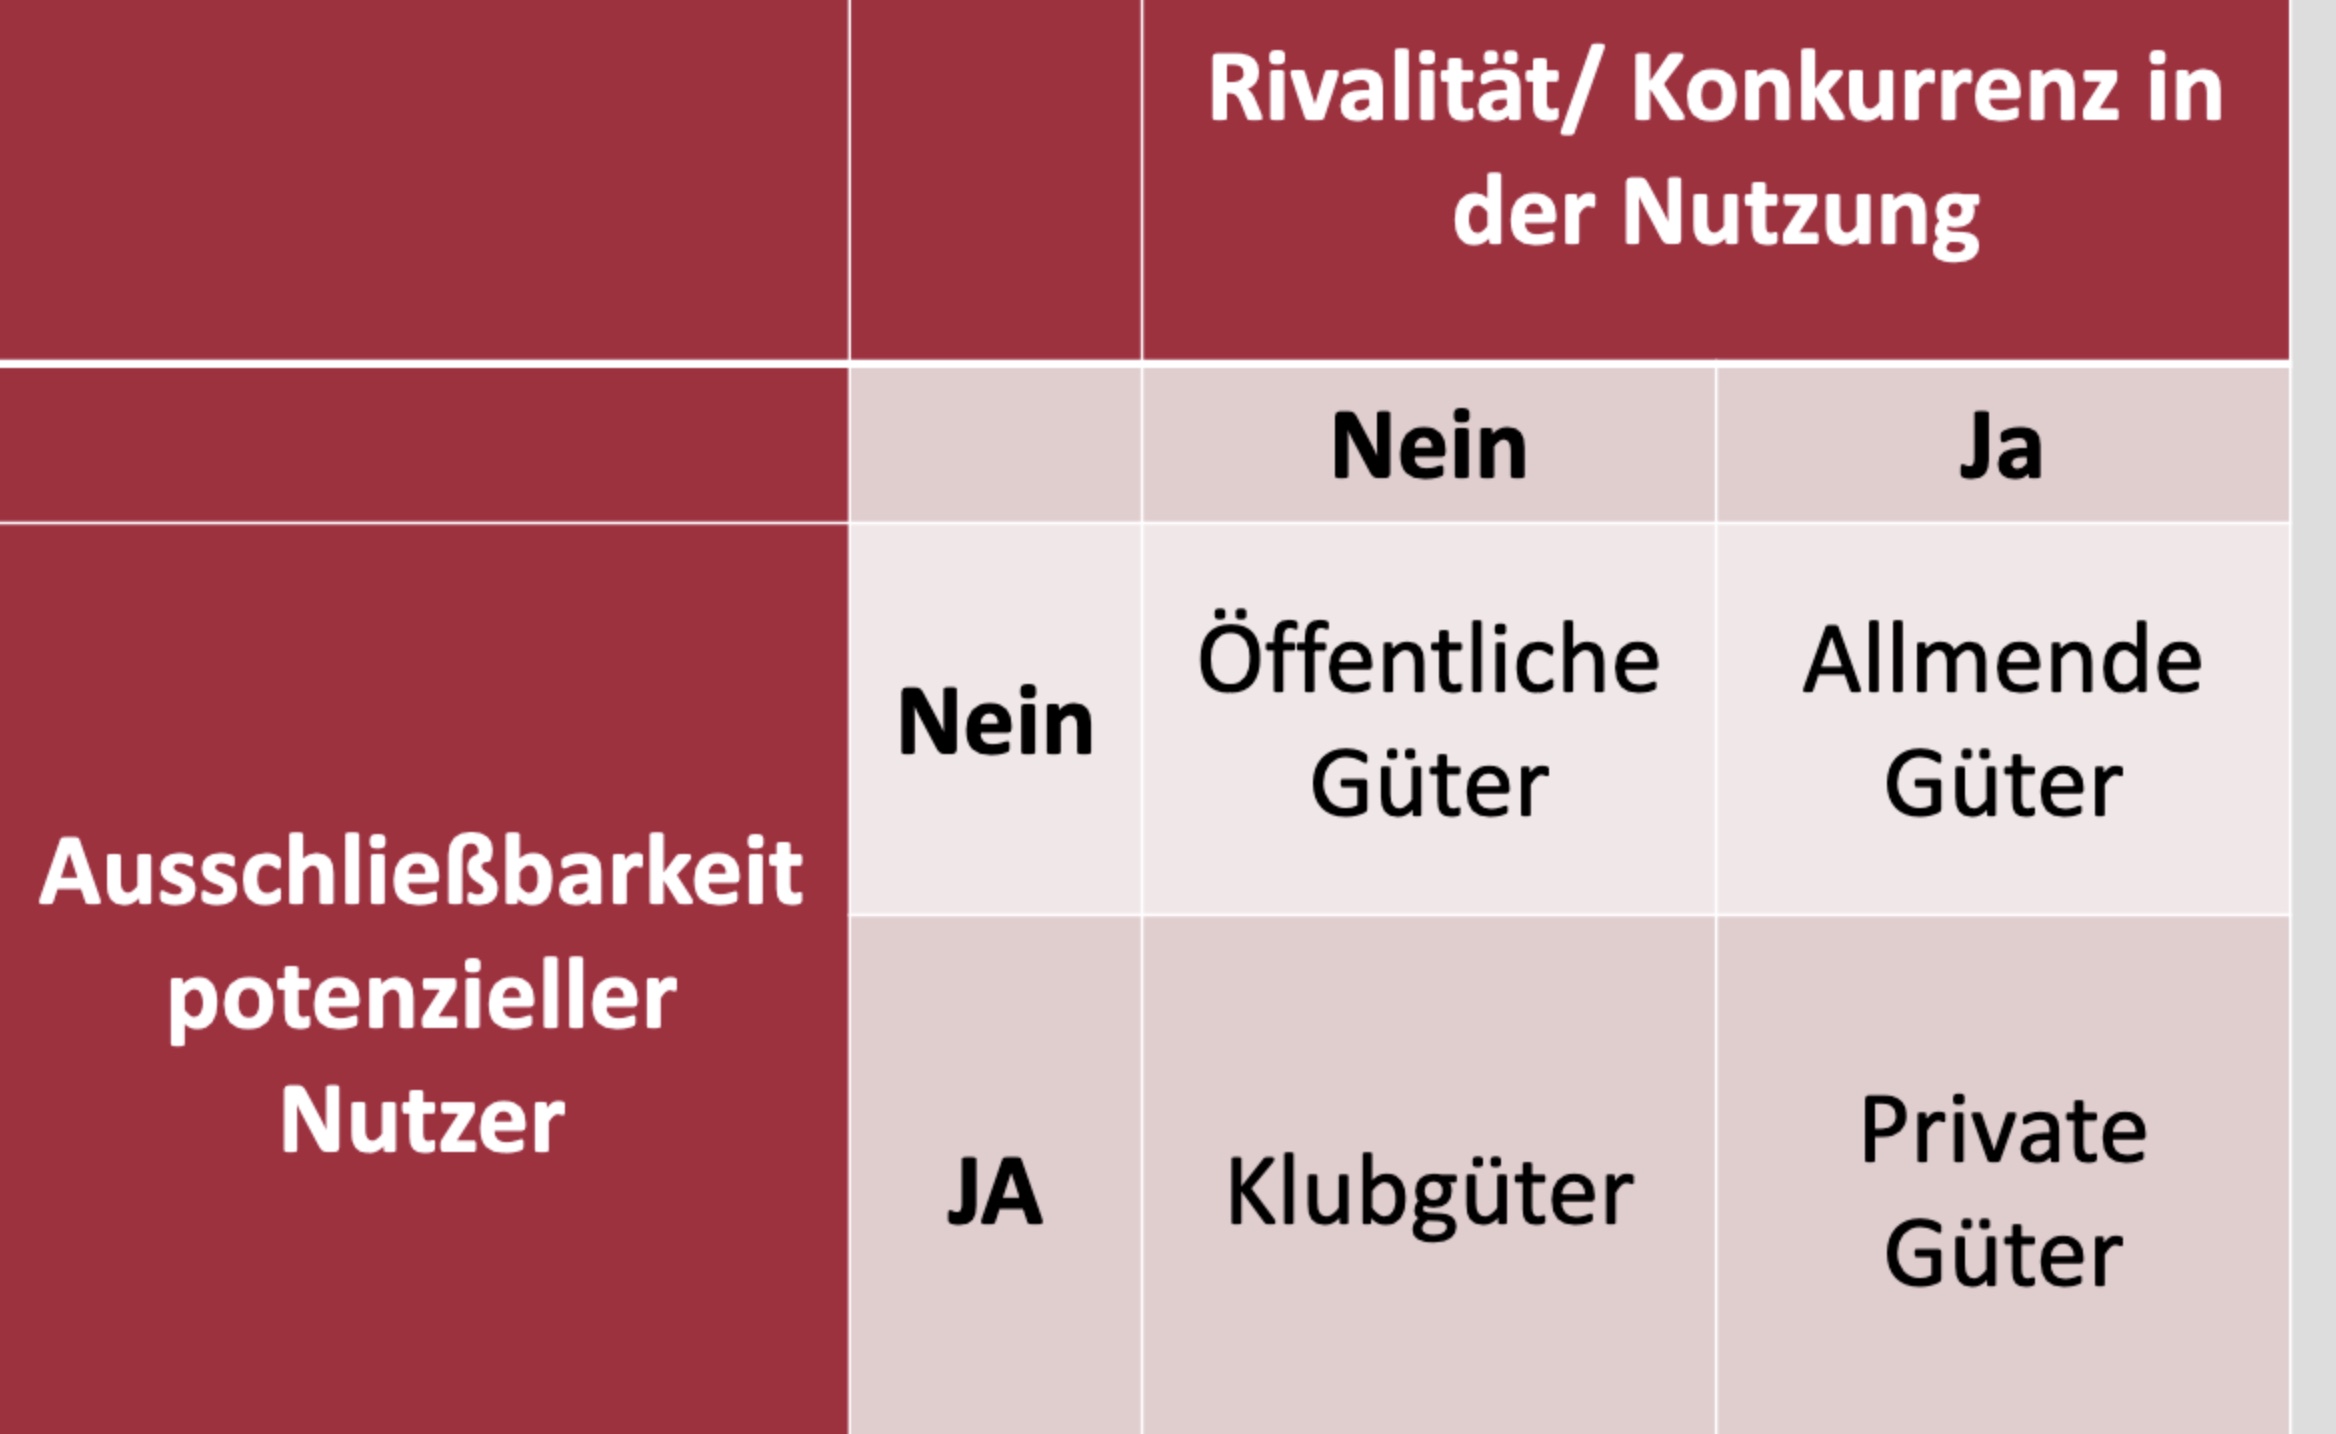 Rivalität/ Konkurrenz in
der Nutzung
Nein
Ja
Ausschließbarkeit
potenzieller
Nutzer
Nein
Öffentliche
Güter
Allmende
Güter
JA
Klubgüter
Private
Güter